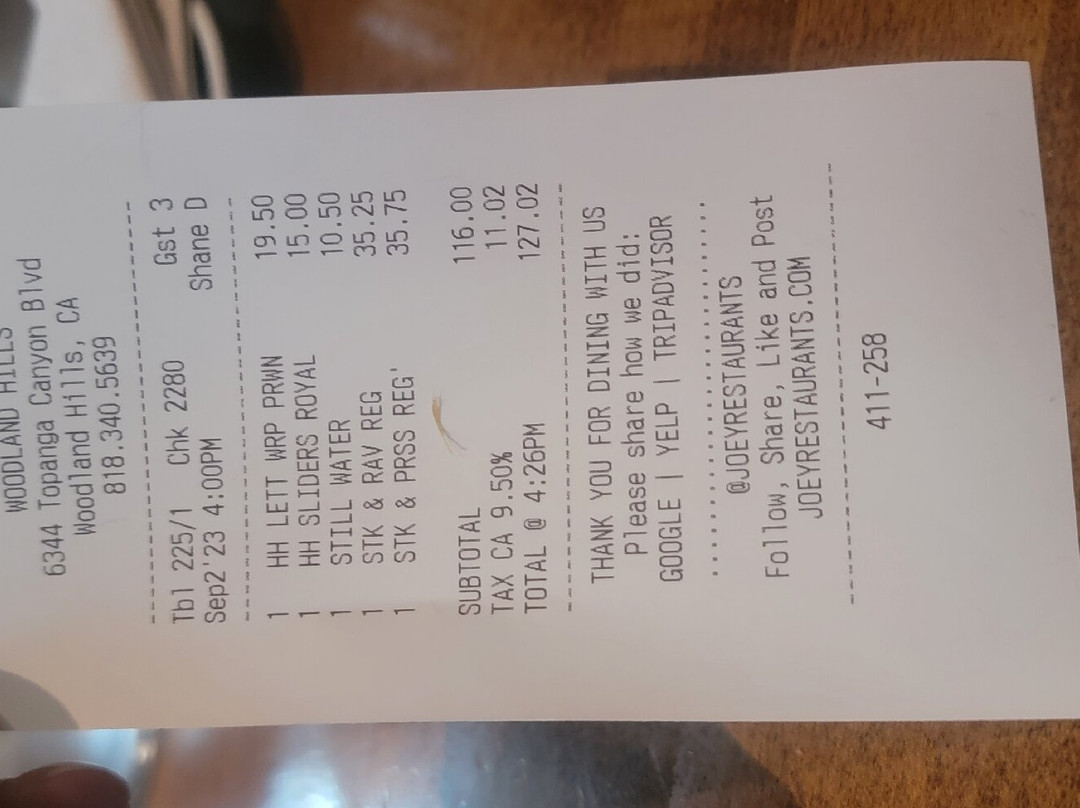 WOODLAND HILLS
6344 Topanga Canyon Blvd
Woodland Hills, CA
818.340.5639
Tbl 225/1 Chk 2280 Gst 3
Sep2'23 4:00PM Shane D
1 HH LETT WRP PRWN 19.50
1 HH SLIDERS ROYAL 15.00
1 STILL WATER 10.50
1 STK & RAV REG 35.25
1 STK & PRSS REG' 35.75
SUBTOTAL 116.00
TAX CA 9.50% 11.02
TOTAL @ 4:26PM 127.02
THANK YOU FOR DINING WITH US
Please share how we did:
GOOGLE | YELP | TRIPADVISOR
@JOEYRESTAURANTS
Follow, Share, Like and Post
JOEYRESTAURANTS.COM
411-258